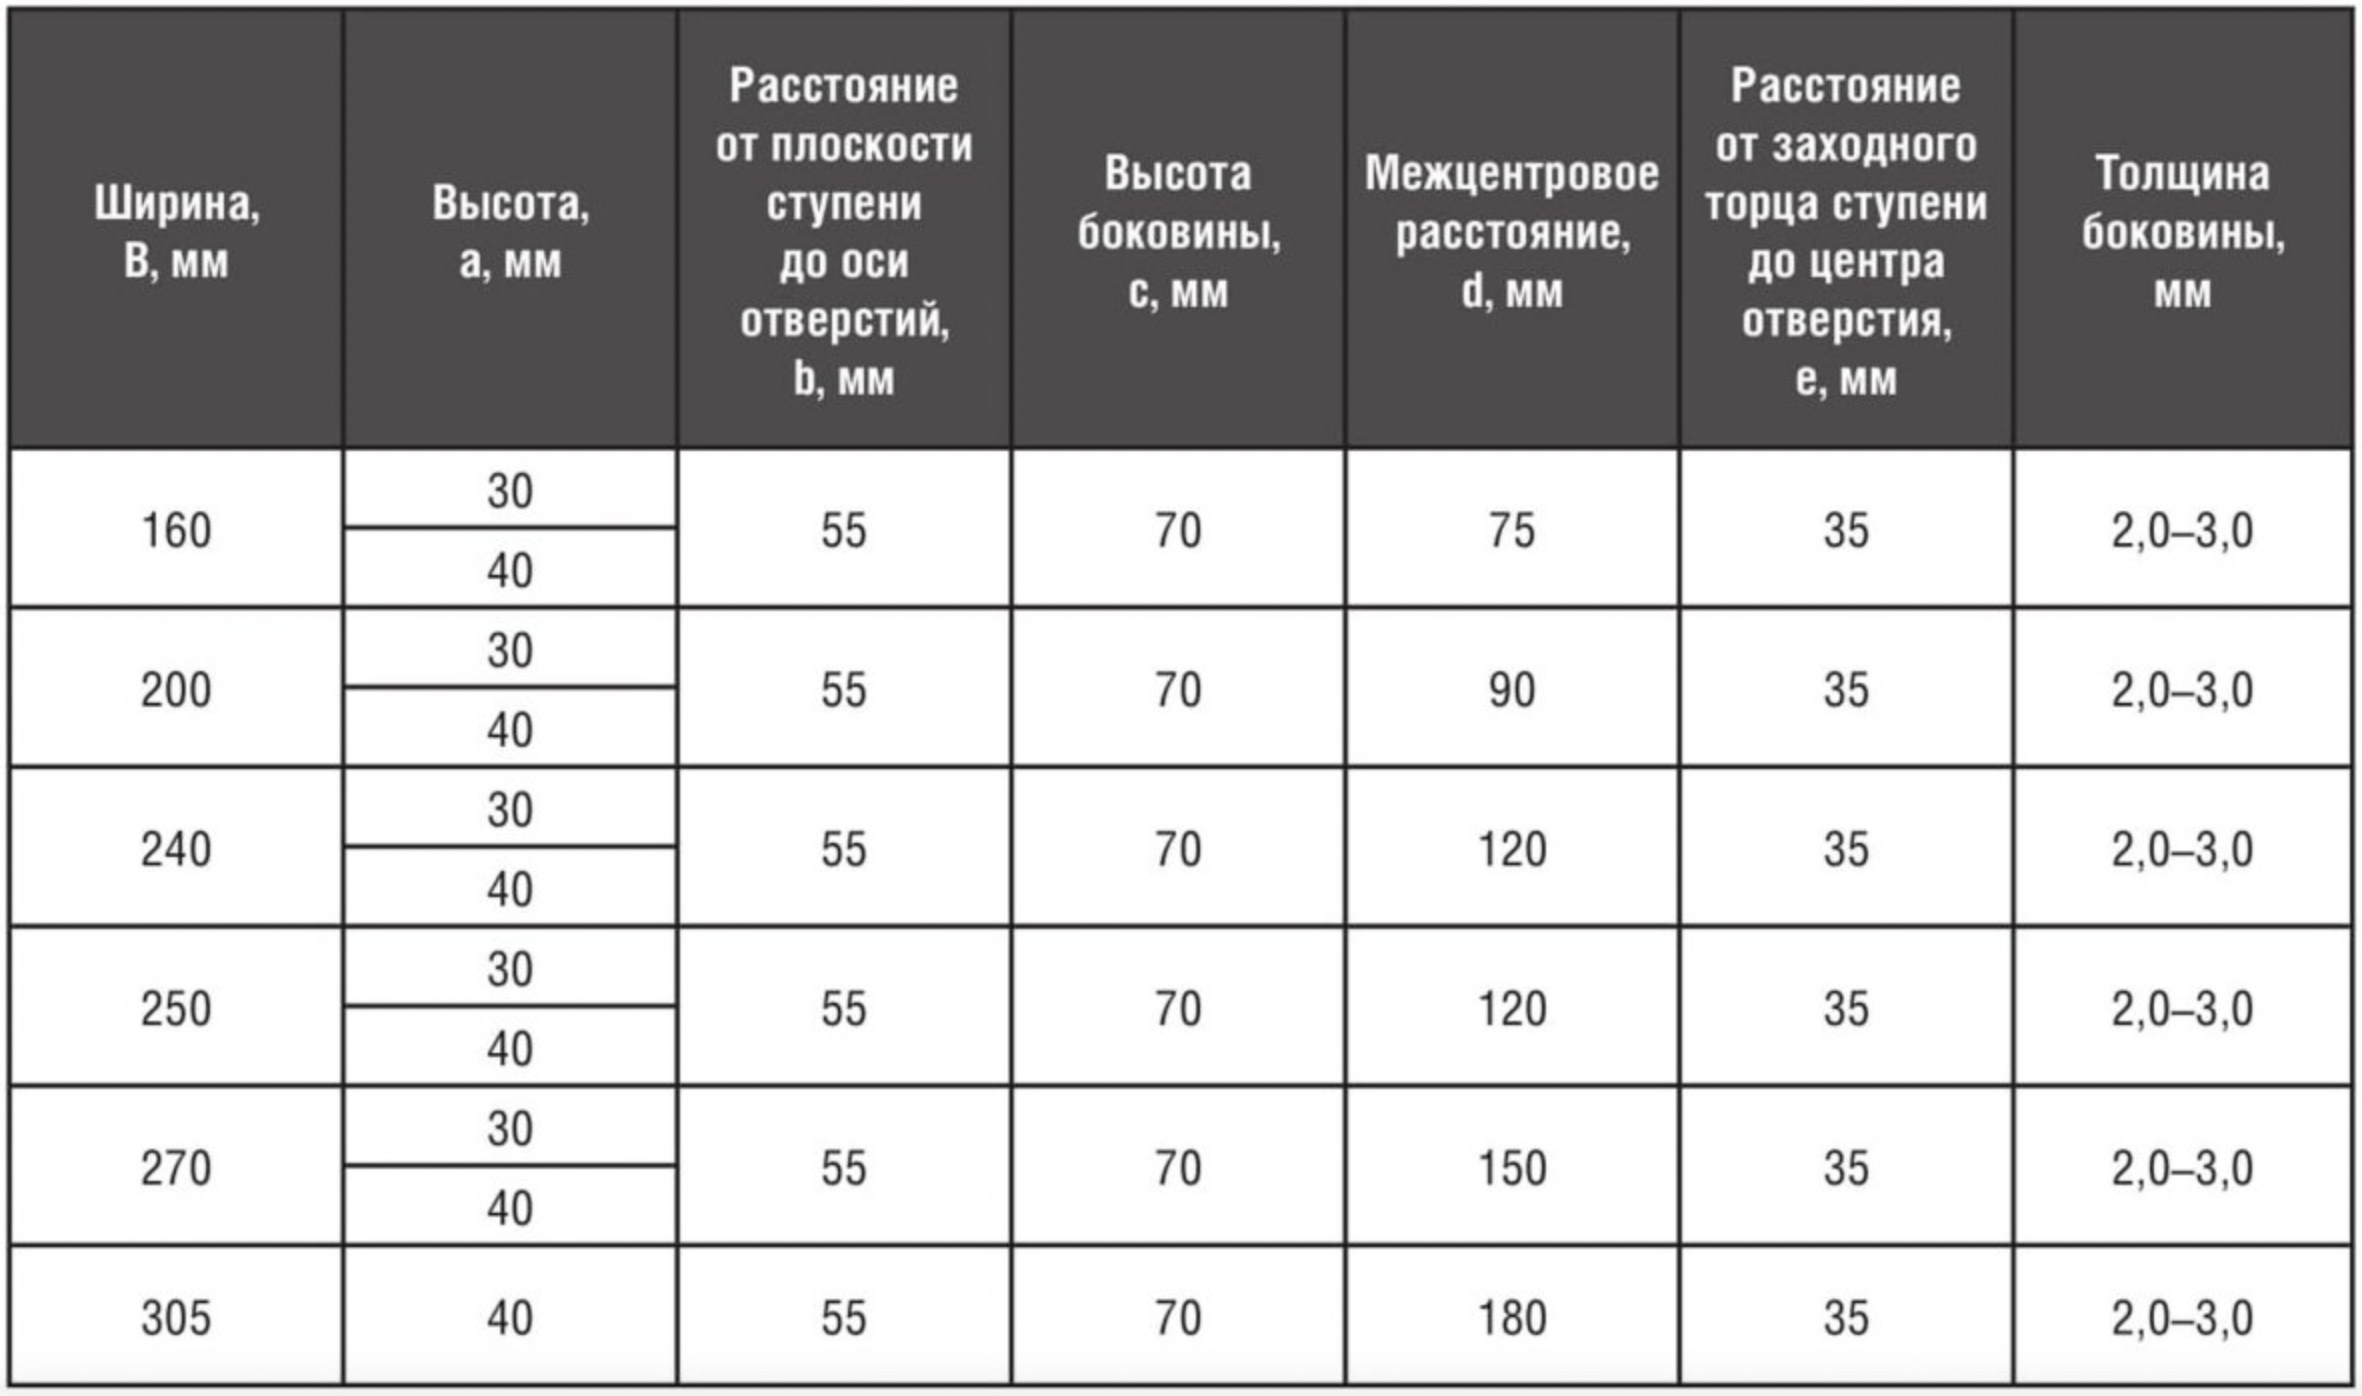 Ширина,
B, мм
Высота,
a, мм
Расстояние
от плоскости
ступени
до оси
отверстий,
b, мм
Высота
боковины,
c, мм
Межцентровое
расстояние,
d, мм
Расстояние
от заходного
торца ступени
до центра
отверстия,
e, мм
Толщина
боковины,
мм
160
30
40
55
70
75
35
2,0–3,0
200
30
40
55
70
90
35
2,0–3,0
240
30
40
55
70
120
35
2,0–3,0
250
30
40
55
70
120
35
2,0–3,0
270
30
40
55
70
150
35
2,0–3,0
305
40
55
70
180
35
2,0–3,0